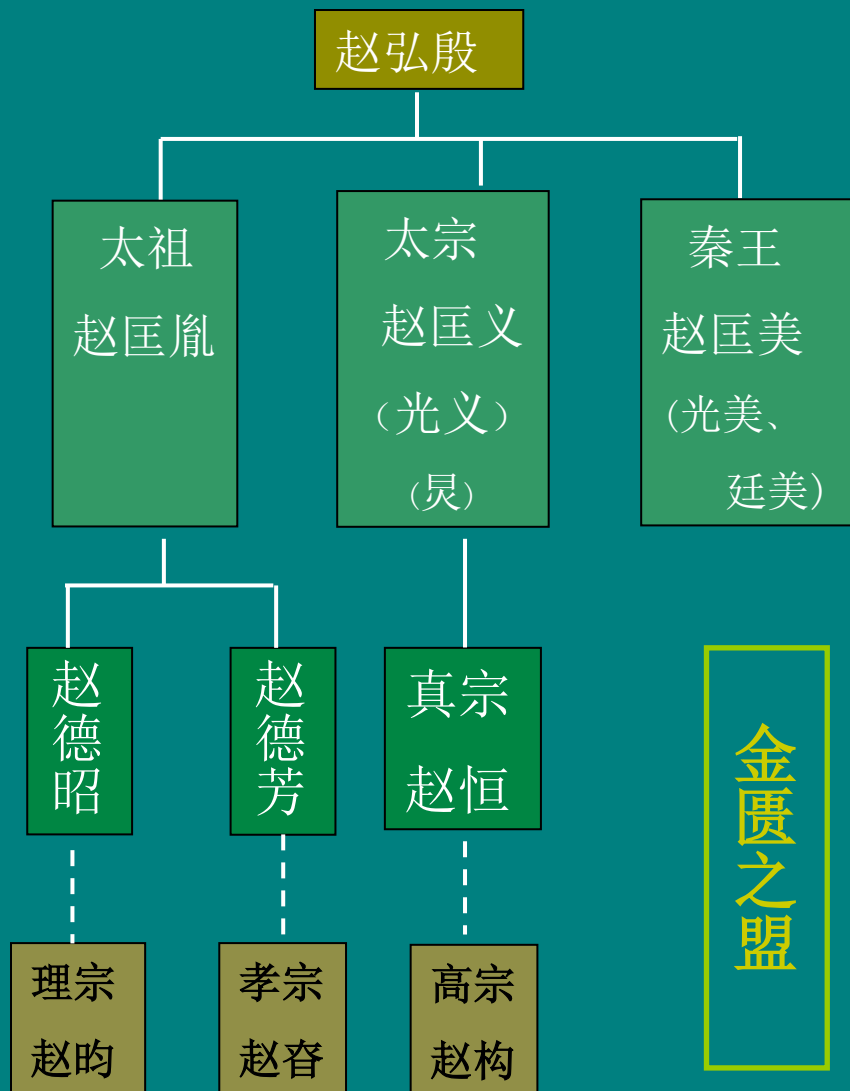 赵弘殷
太祖
赵匡胤
太宗
赵匡义
（光义）
（炅）
秦王
赵匡美
（光美、
廷美）
赵德昭
赵德芳
真宗
赵恒
金匮之盟
理宗
赵昀
孝宗
赵昚
高宗
赵构